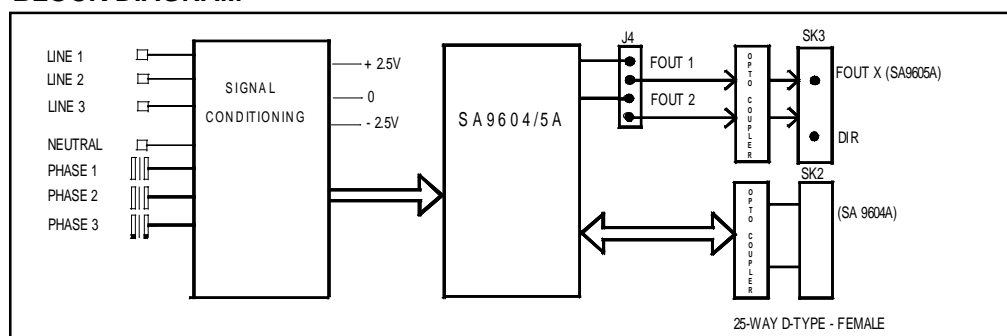 BLOCK DIAGRAM
LINE 1
LINE 2
LINE 3
NEUTRAL
PHASE 1
PHASE 2
PHASE 3
SIGNAL
CONDITIONING
+ 2.5V
0
- 2.5V
SA9604/5A
J4
FOUT 1
FOUT 2
OPTO COUPLER
SK3
FOUT X (SA9605A)
DIR
OPTO COUPLER
SK2
(SA 9604A)
25-WAY D-TYPE - FEMALE